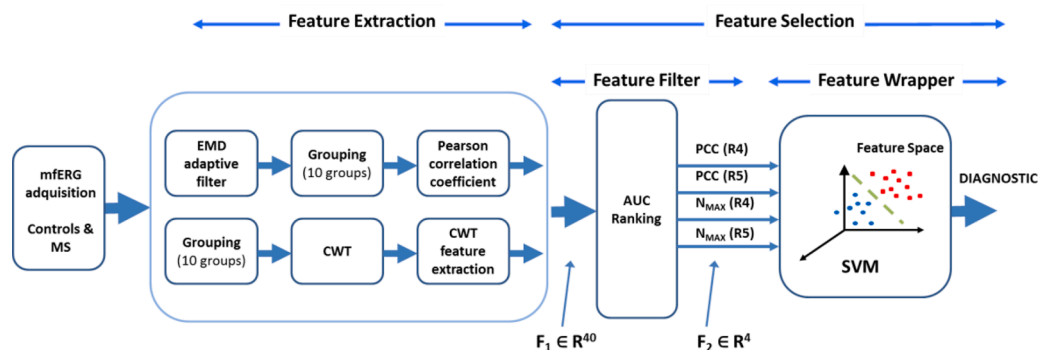 Feature Extraction
Feature Selection
Feature Filter
Feature Wrapper
mfERG
adquisition
Controls &
MS
EMD
adaptive
filter
Grouping
(10 groups)
Pearson
correlation
coefficient
Grouping
(10 groups)
CWT
CWT
feature
extraction
AUC
Ranking
PCC (R4)
PCC (R5)
N_MAX (R4)
N_MAX (R5)
Feature Space
SVM
DIAGNOSTIC
F₁ ∈ R⁴⁰
F₂ ∈ R⁴